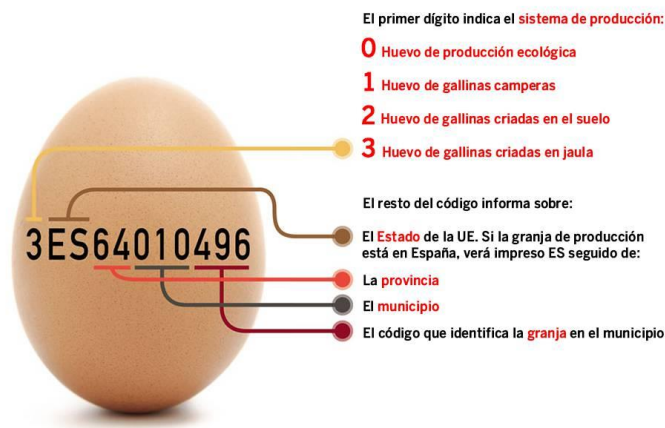 El primer dígito indica el sistema de producción:
0 Huevo de producción ecológica
1 Huevo de gallinas camperas
2 Huevo de gallinas criadas en el suelo
3 Huevo de gallinas criadas en jaula
El resto del código informa sobre:
3ES64010496
El Estado de la UE. Si la granja de producción
está en España, verá impreso ES seguido de:
La provincia
El municipio
El código que identifica la granja en el municipio